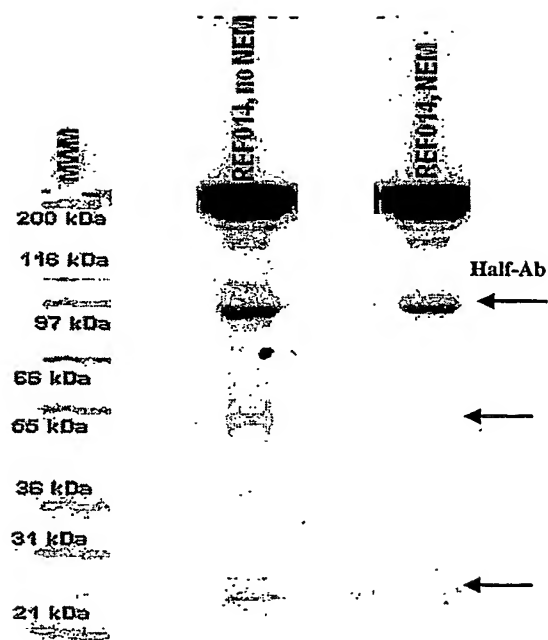 MWM
REF014, no NEM
REF014, NEM
200 kDa
116 kDa
Half-Ab
97 kDa
66 kDa
55 kDa
36 kDa
31 kDa
21 kDa